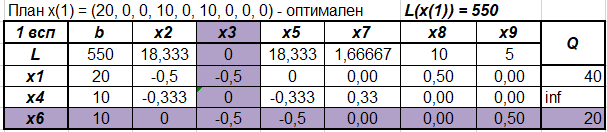 План x(1) = (20, 0, 0, 10, 0, 10, 0, 0, 0) - оптимален L(x(1)) = 550
1 всп b x2 x3 x5 x7 x8 x9 Q
L 550 18,333 0 18,333 1,66667 10 5
x1 20 -0,5 -0,5 0 0,00 0,50 0,00 40
x4 10 -0,333 0 -0,333 0,33 0,00 0,00 inf
x6 10 0 -0,5 -0,5 0,00 0,00 0,50 20